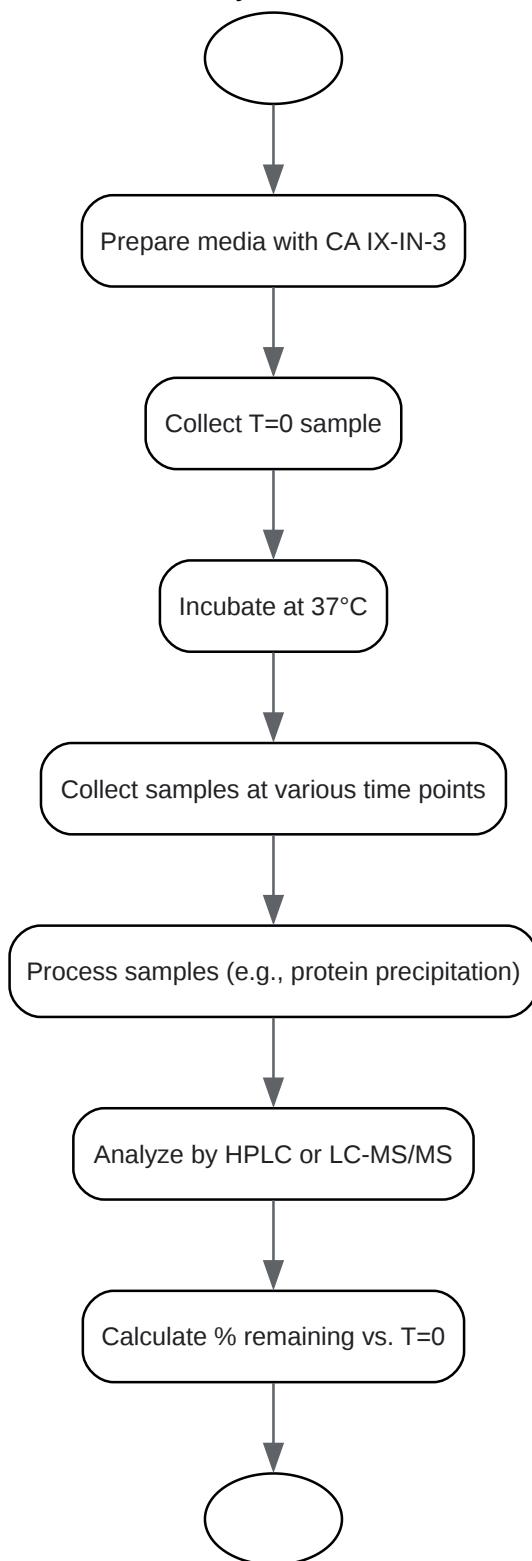 Prepare media with CA IX-IN-3
Collect T=0 sample
Incubate at 37°C
Collect samples at various time points
Process samples (e.g., protein precipitation)
Analyze by HPLC or LC-MS/MS
Calculate % remaining vs. T=0